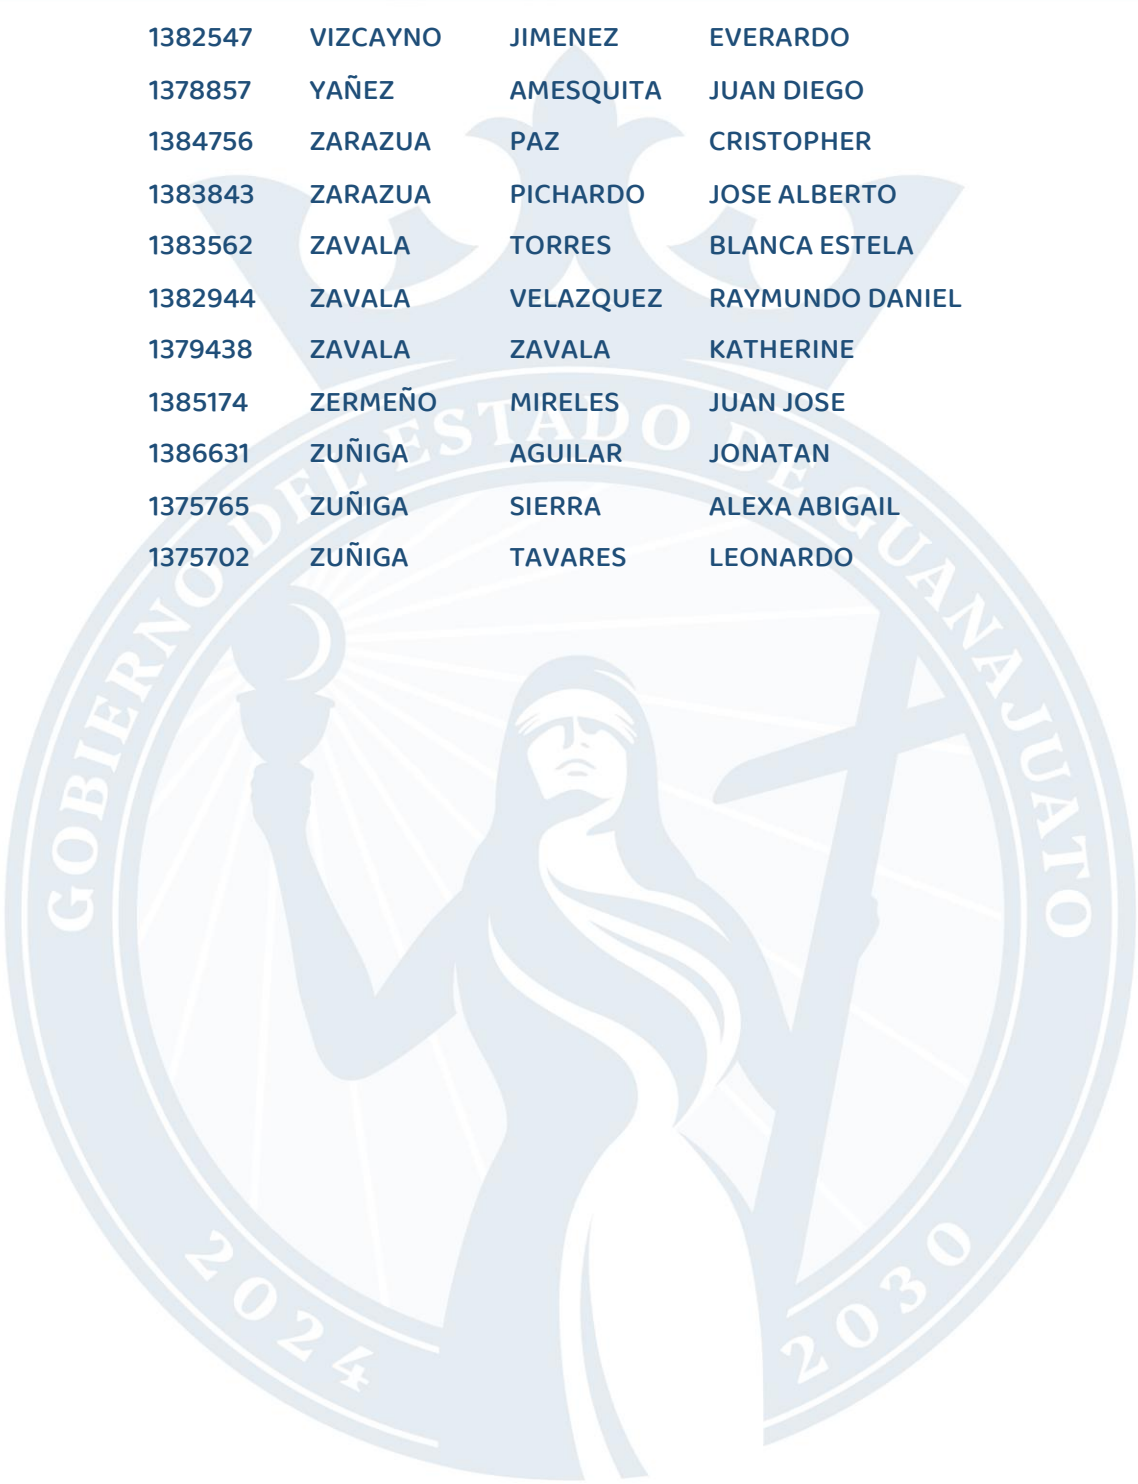 1382547 VIZCAYNO JIMENEZ EVERARDO
1378857 YAÑEZ AMESQUITA JUAN DIEGO
1384756 ZARAZUA PAZ CRISTOPHER
1383843 ZARAZUA PICHARDO JOSE ALBERTO
1383562 ZAVALA TORRES BLANCA ESTELA
1382944 ZAVALA VELAZQUEZ RAYMUNDO DANIEL
1379438 ZAVALA ZAVALA KATHERINE
1385174 ZERMEÑO MIRELES JUAN JOSE
1386631 ZUÑIGA AGUILAR JONATAN
1375765 ZUÑIGA SIERRA ALEXA ABIGAIL
1375702 ZUÑIGA TAVARES LEONARDO
GOBIERNO DEL ESTADO DE GUANAJUATO
2024 2030